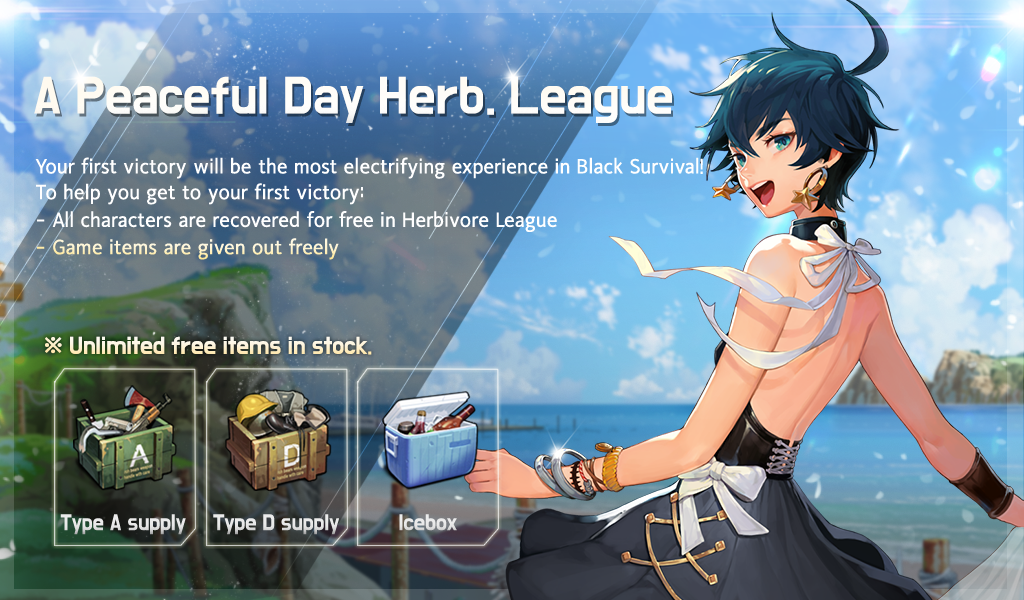 A Peaceful Day Herb. League
Your first victory will be the most electrifying experience in Black Survival!
To help you get to your first victory:
- All characters are recovered for free in Herbivore League
- Game items are given out freely
※ Unlimited free items in stock.
A
D
Type A supply
Type D supply
Icebox